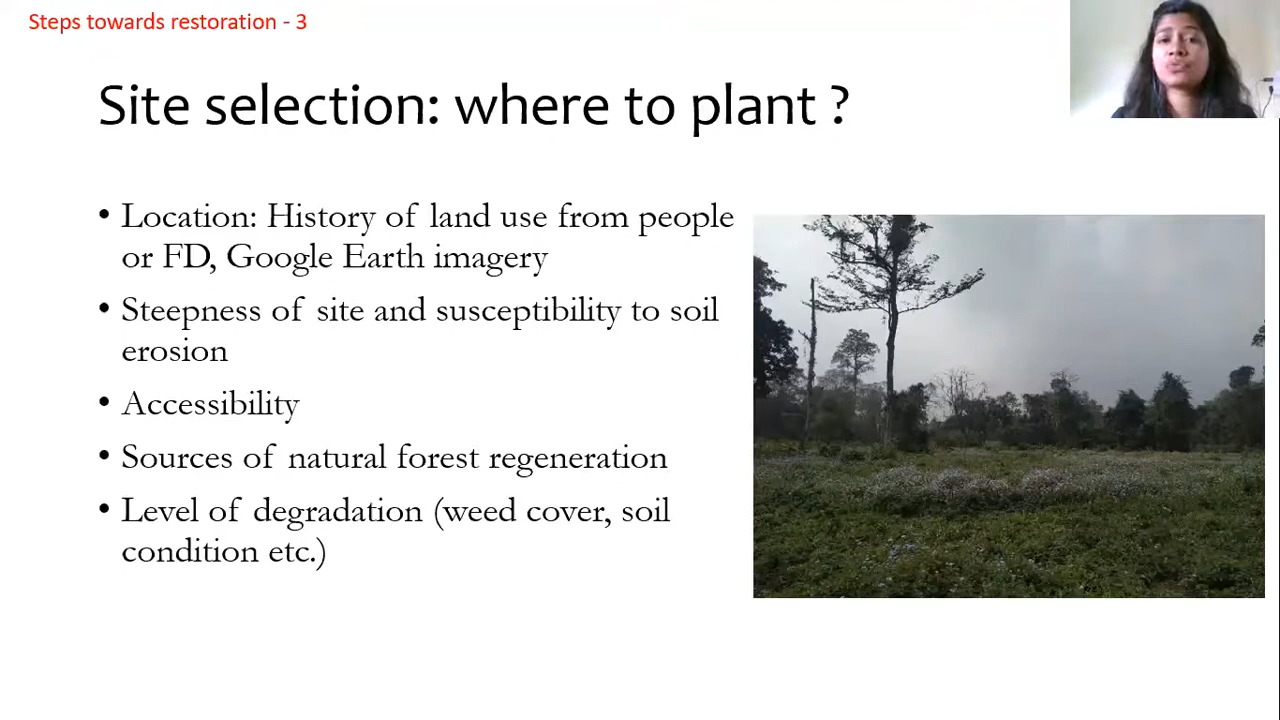 Steps towards restoration - 3
Site selection: where to plant ?
• Location: History of land use from people
or FD, Google Earth imagery
• Steepness of site and susceptibility to soil
erosion
• Accessibility
• Sources of natural forest regeneration
• Level of degradation (weed cover, soil
condition etc.)